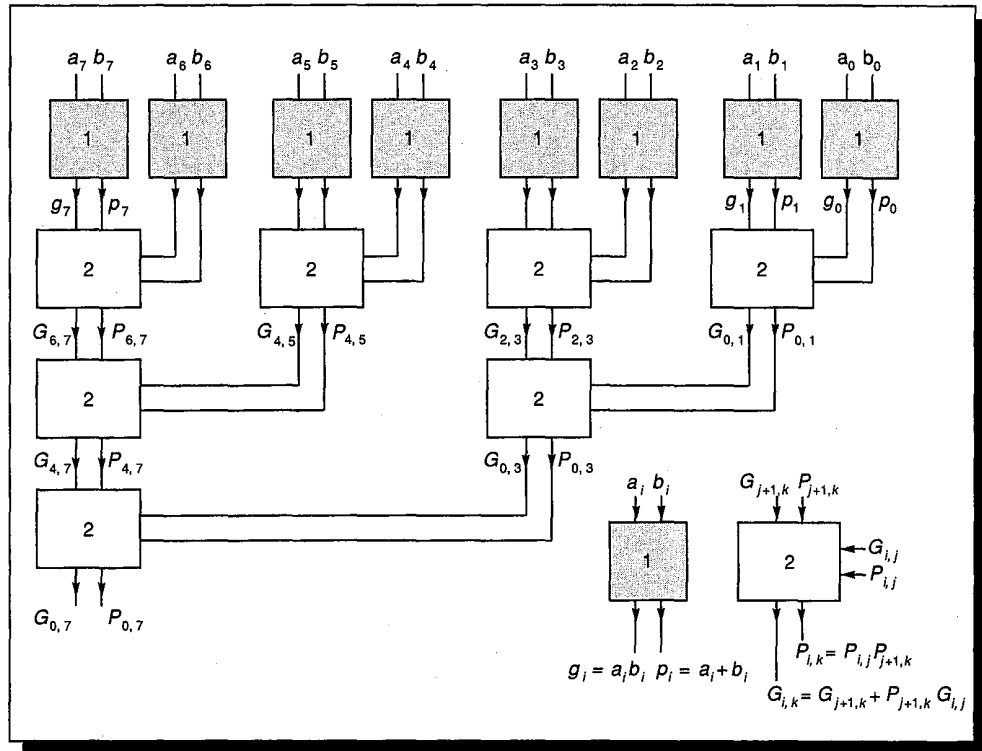 a7 b7 a6 b6 a5 b5 a4 b4 a3 b3 a2 b2 a1 b1 a0 b0
1 1 1 1 1 1 1 1
g7 p7 g1 p1 g0 p0
2 2 2 2
G6, 7 P6, 7 G4, 5 P4, 5 G2, 3 P2, 3 G0, 1 P0, 1
2 2
G4, 7 P4, 7 G0, 3 P0, 3
ai bi Gj+1,k Pj+1,k
2 1 2 Gi,j
Pi,j
G0, 7 P0, 7
Pi,k = Pi,j Pj+1,k
gi = aibi pi = ai + bi
Gi,k = Gj+1,k + Pj+1,k Gi,j